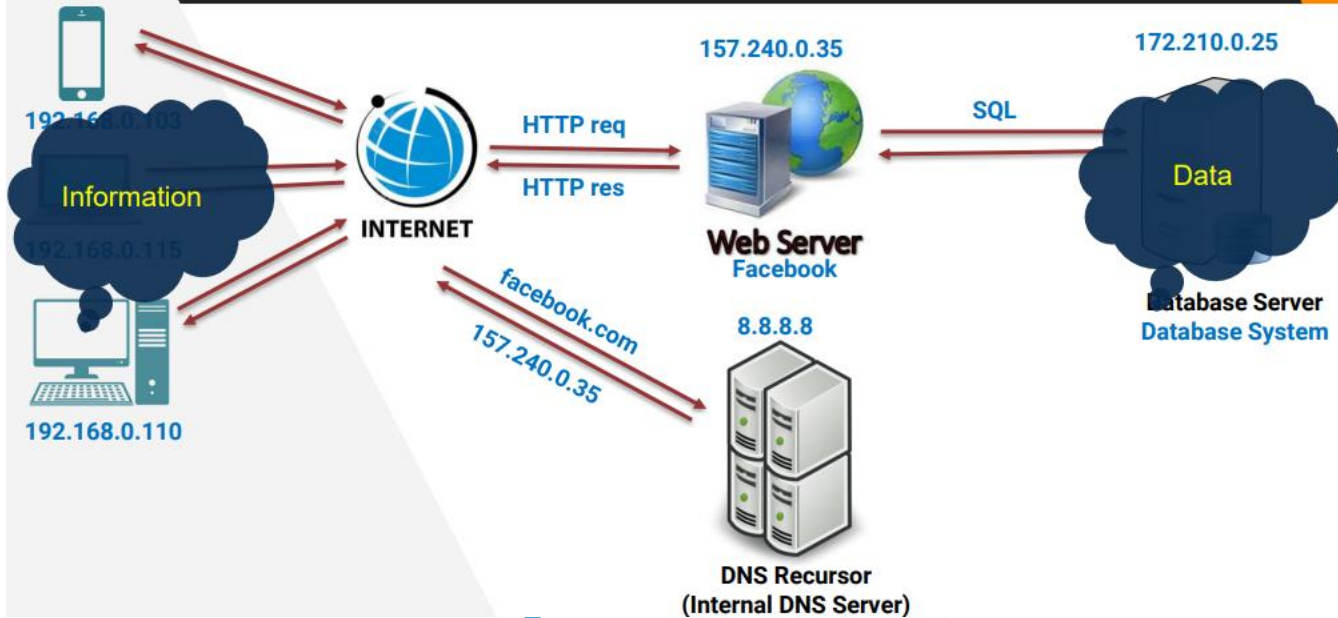 192.168.0.103
Information
192.168.0.115
192.168.0.110
INTERNET
HTTP req
HTTP res
facebook.com
157.240.0.35
157.240.0.35
Web Server
Facebook
8.8.8.8
DNS Recursor
(Internal DNS Server)
SQL
172.210.0.25
Data
Database Server
Database System